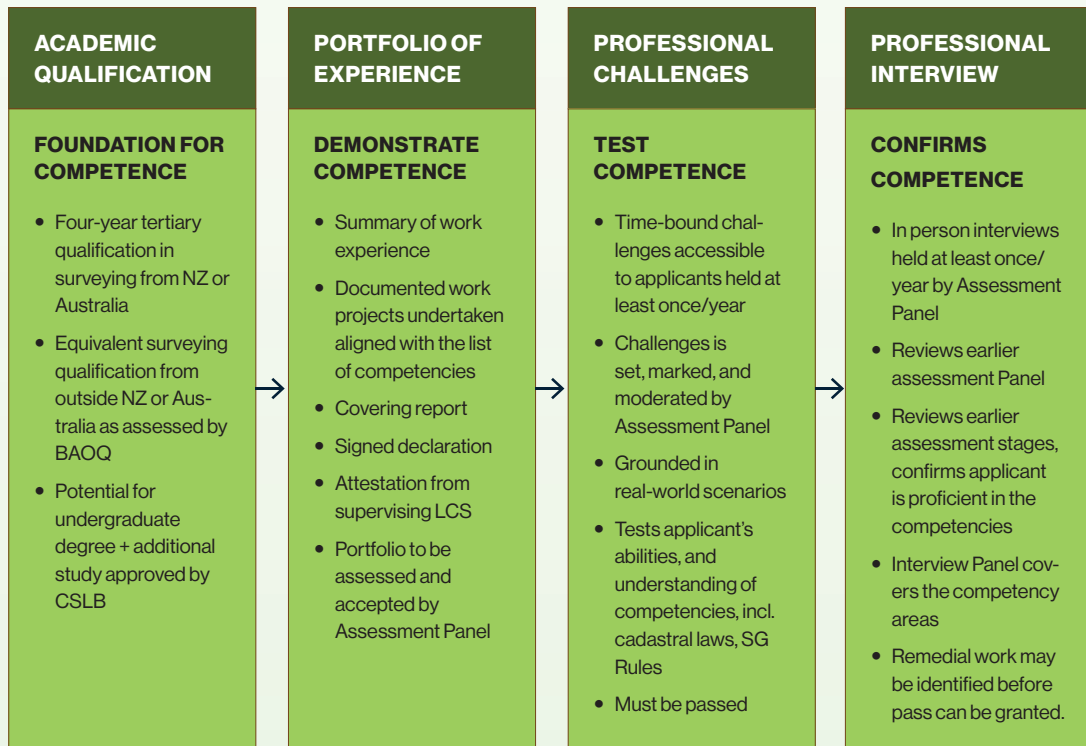 ACADEMIC
QUALIFICATION
FOUNDATION FOR
COMPETENCE
• Four-year tertiary
qualification in
surveying from NZ or
Australia
• Equivalent surveying
qualification from
outside NZ or Aus-
tralia as assessed by
BAOQ
• Potential for
undergraduate
degree + additional
study approved by
CSLB
PORTFOLIO OF
EXPERIENCE
DEMONSTRATE
COMPETENCE
• Summary of work
experience
• Documented work
projects undertaken
aligned with the list
of competencies
• Covering report
• Signed declaration
• Attestation from
supervising LCS
• Portfolio to be
assessed and
accepted by
Assessment Panel
PROFESSIONAL
CHALLENGES
TEST
COMPETENCE
• Time-bound chal-
lenges accessible
to applicants held at
least once/year
• Challenges is
set, marked, and
moderated by
Assessment Panel
• Grounded in
real-world scenarios
• Tests applicant's
abilities, and
understanding of
competencies, incl.
cadastral laws, SG
Rules
• Must be passed
PROFESSIONAL
INTERVIEW
CONFIRMS
COMPETENCE
• In person interviews
held at least once/
year by Assessment
Panel
• Reviews earlier
assessment Panel
• Reviews earlier
assessment stages,
confirms applicant
is proficient in the
competencies
• Interview Panel cov-
ers the competency
areas
• Remedial work may
be identified before
pass can be granted.